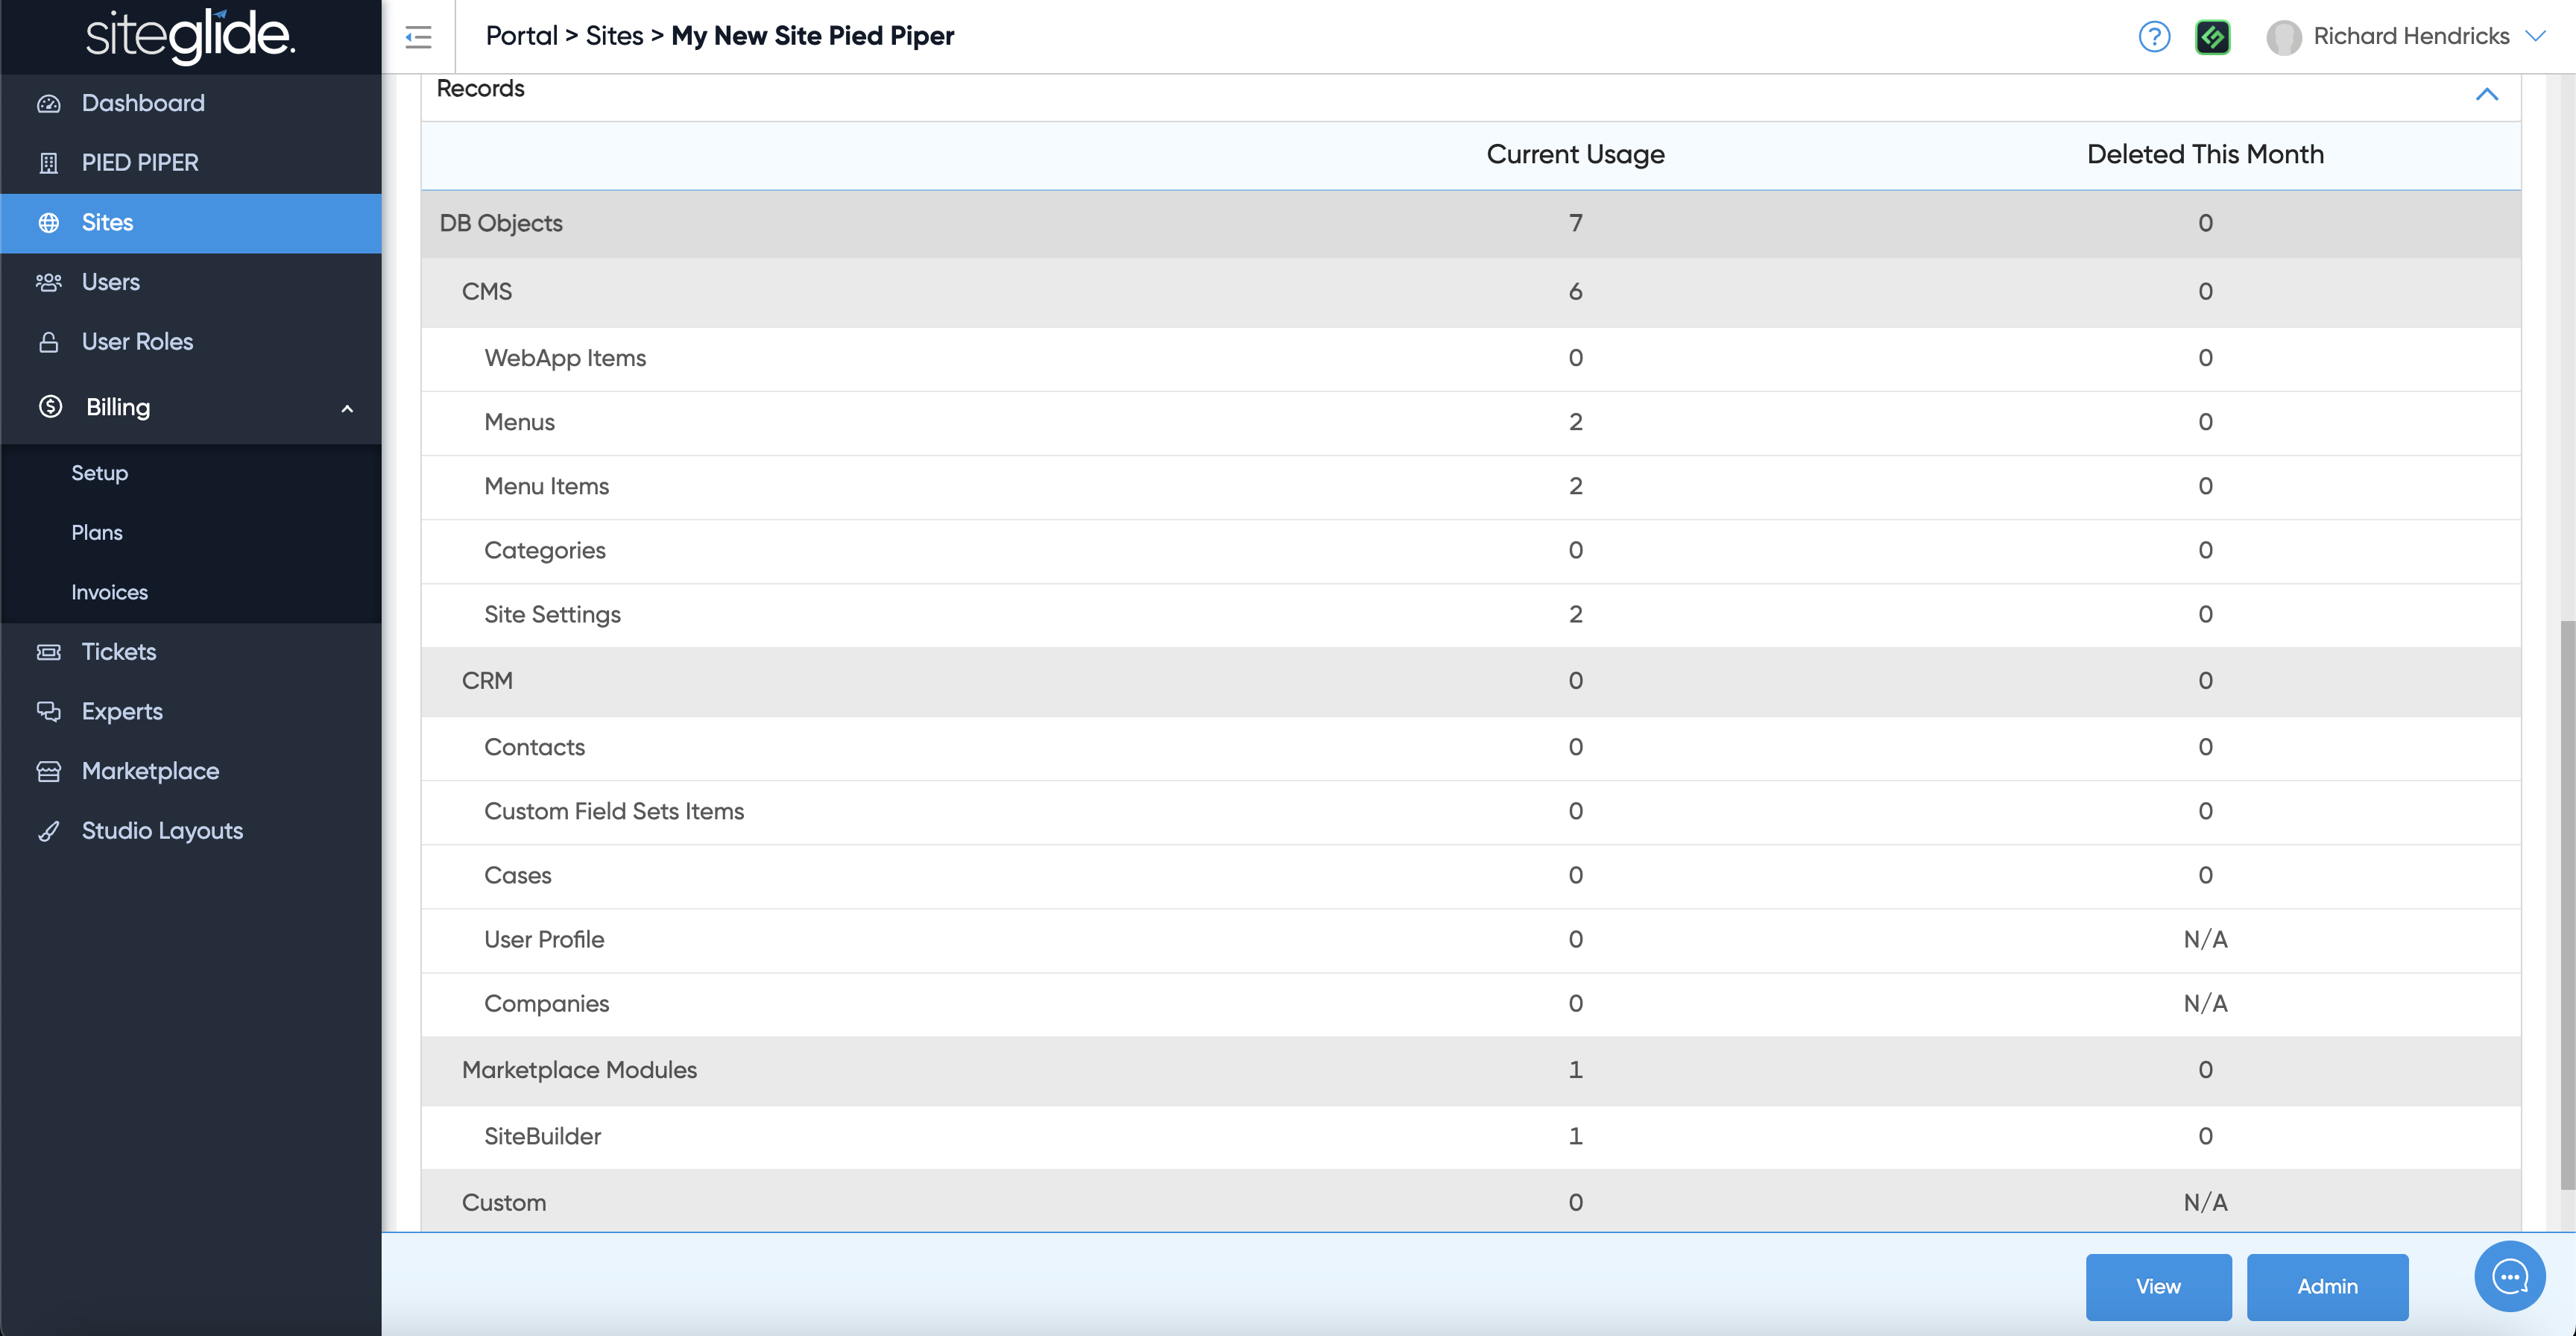 siteglide.
Portal > Sites > My New Site Pied Piper
?
Richard Hendricks
Dashboard
PIED PIPER
Sites
Users
User Roles
Billing
Setup
Plans
Invoices
Tickets
Experts
Marketplace
Studio Layouts
Records
Current Usage Deleted This Month
DB Objects 7 0
CMS 6 0
WebApp Items 0 0
Menus 2 0
Menu Items 2 0
Categories 0 0
Site Settings 2 0
CRM 0 0
Contacts 0 0
Custom Field Sets Items 0 0
Cases 0 0
User Profile 0 N/A
Companies 0 N/A
Marketplace Modules 1 0
SiteBuilder 1 0
Custom 0 N/A
View Admin